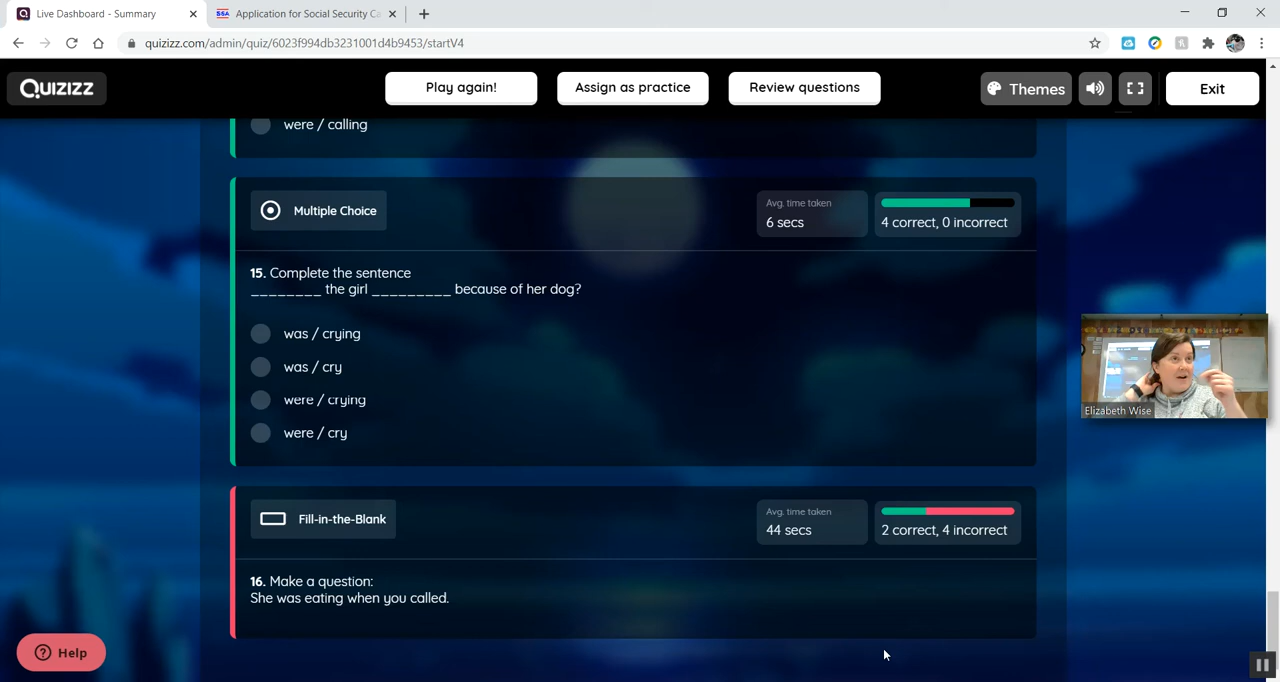 Live Dashboard - Summary
Application for Social Security Ca
quizizz.com/admin/quiz/6023f994db3231001d4b9453/startV4
QUIZIZZ
Play again!
Assign as practice
Review questions
Themes
Exit
were / calling
Multiple Choice
Avg. time taken
6 secs
4 correct, 0 incorrect
15. Complete the sentence
________ the girl _________ because of her dog?
was / crying
was / cry
were / crying
were / cry
Elizabeth Wise
Fill-in-the-Blank
Avg. time taken
44 secs
2 correct, 4 incorrect
16. Make a question:
She was eating when you called.
Help